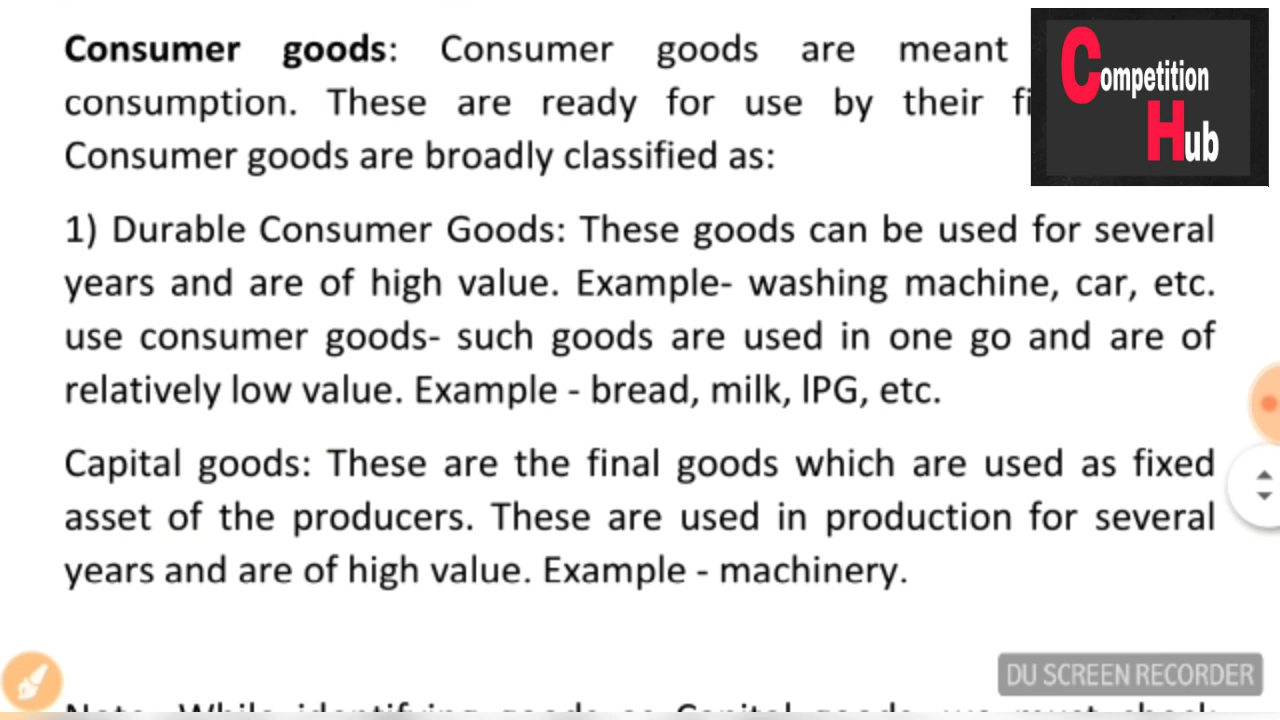 Consumer goods: Consumer goods are meant
consumption. These are ready for use by their
Consumer goods are broadly classified as:
1) Durable Consumer Goods: These goods can be used for several
years and are of high value. Example- washing machine, car, etc.
use consumer goods- such goods are used in one go and are of
relatively low value. Example - bread, milk, lPG, etc.
Capital goods: These are the final goods which are used as fixed
asset of the producers. These are used in production for several
years and are of high value. Example - machinery.
Competition
Hub
DU SCREEN RECORDER